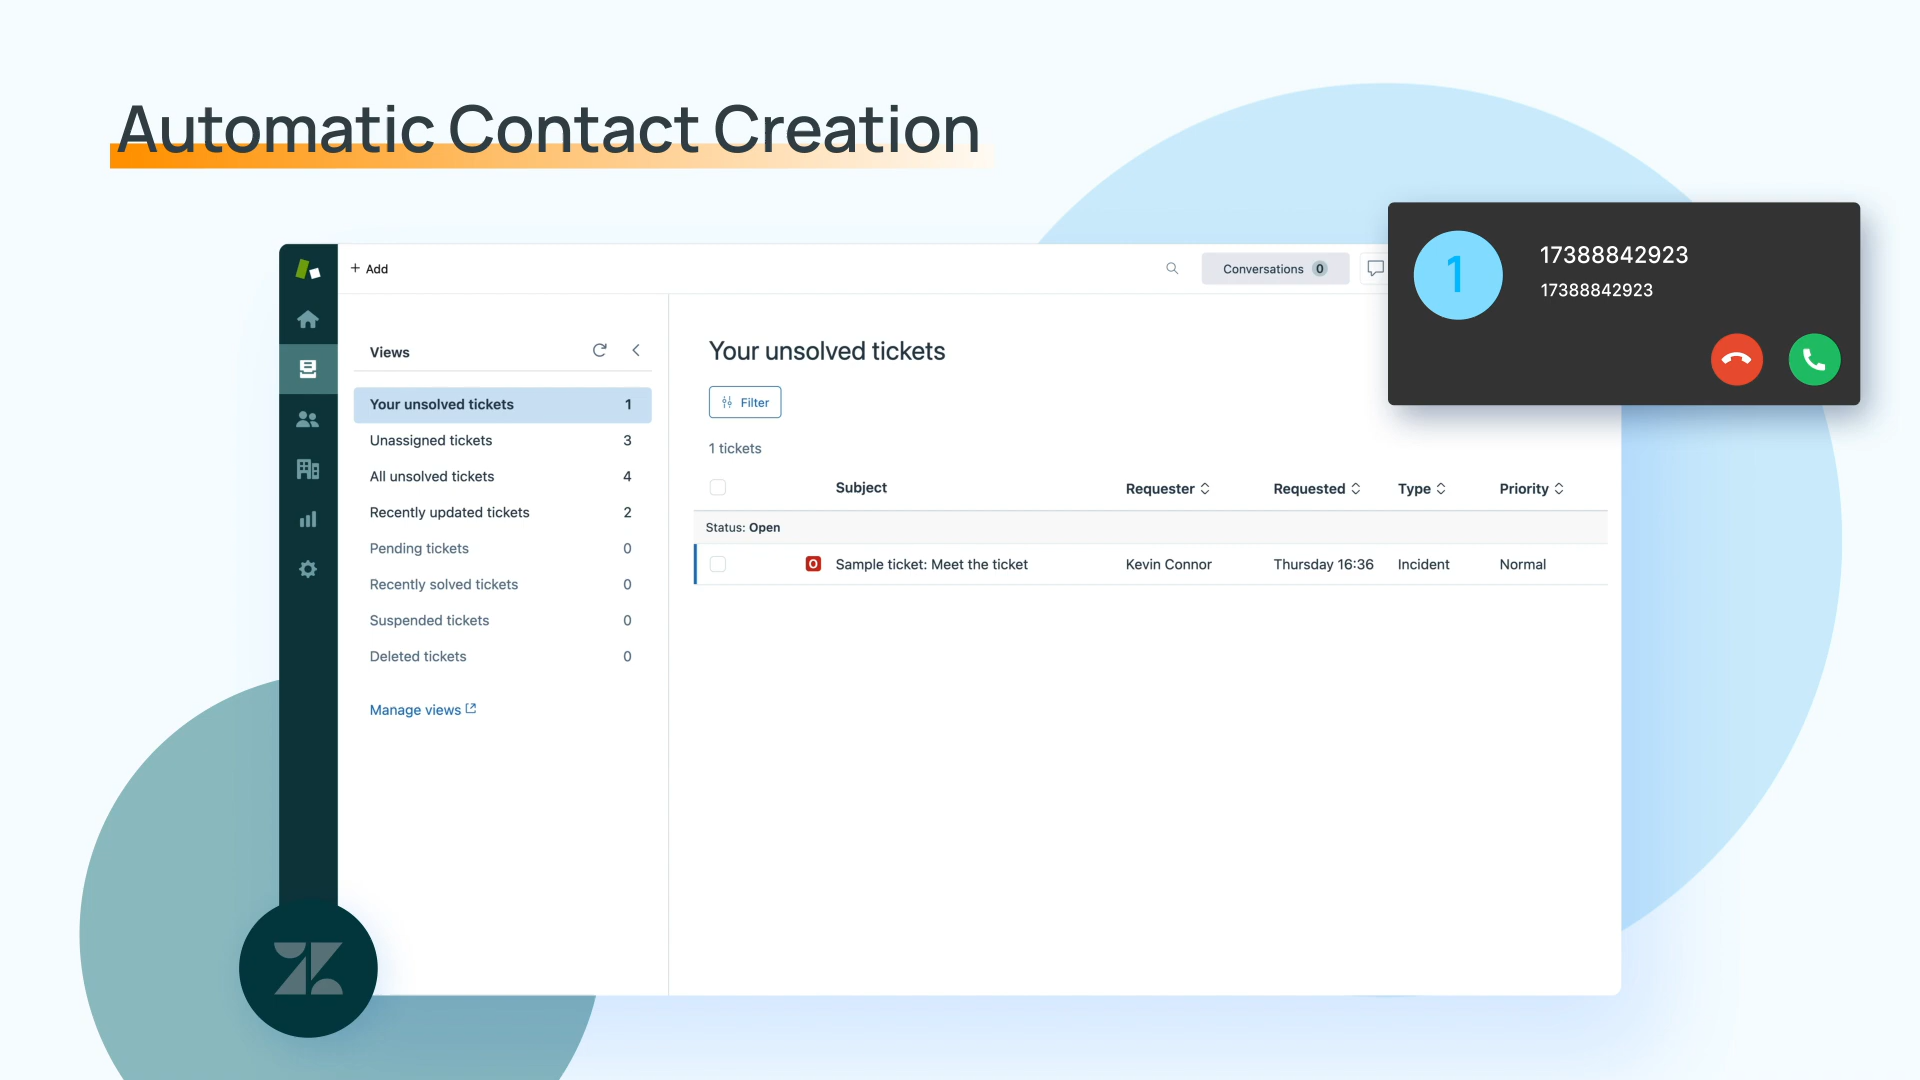 Automatic Contact Creation
+ Add
Conversations 0
1
17388842923
17388842923
Views
Your unsolved tickets 1
Unassigned tickets 3
All unsolved tickets 4
Recently updated tickets 2
Pending tickets 0
Recently solved tickets 0
Suspended tickets 0
Deleted tickets 0
Manage views
Your unsolved tickets
Filter
1 tickets
Subject Requester Requested Type Priority
Status: Open
O Sample ticket: Meet the ticket Kevin Connor Thursday 16:36 Incident Normal